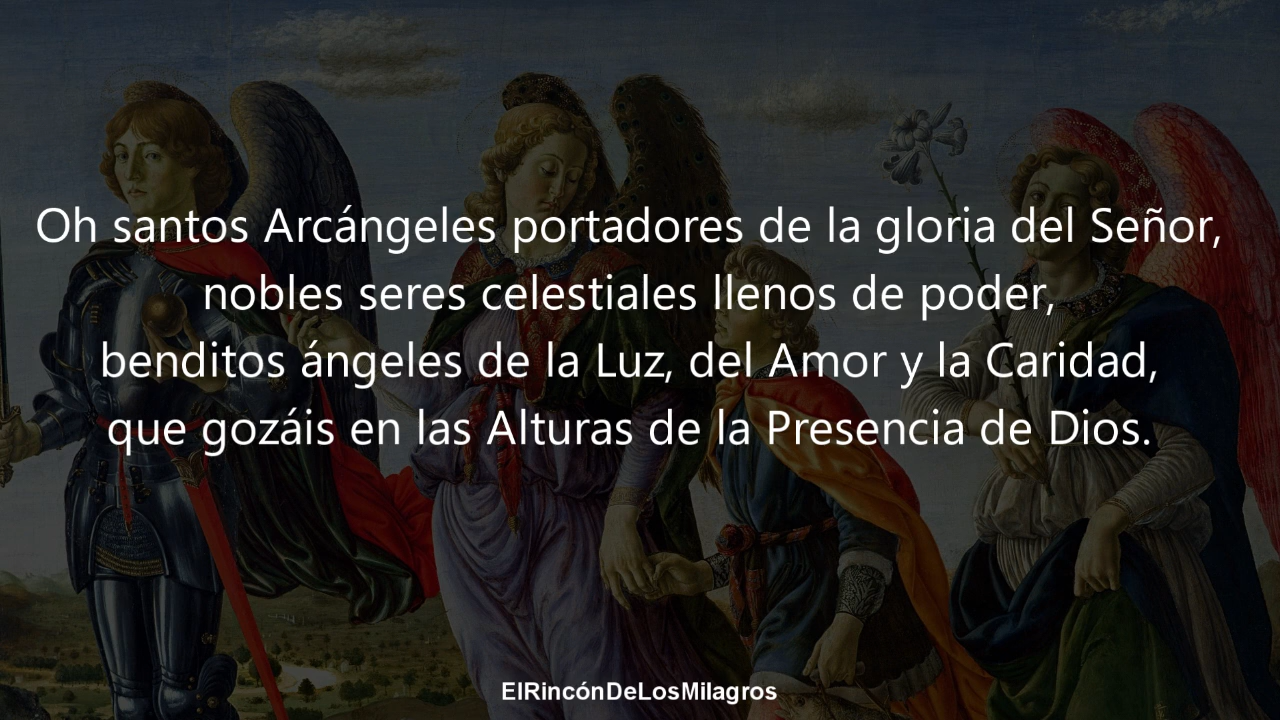 Oh santos Arcángeles portadores de la gloria del Señor,
nobles seres celestiales llenos de poder,
benditos ángeles de la Luz, del Amor y la Caridad,
que gozáis en las Alturas de la Presencia de Dios.
ElRincónDeLosMilagros